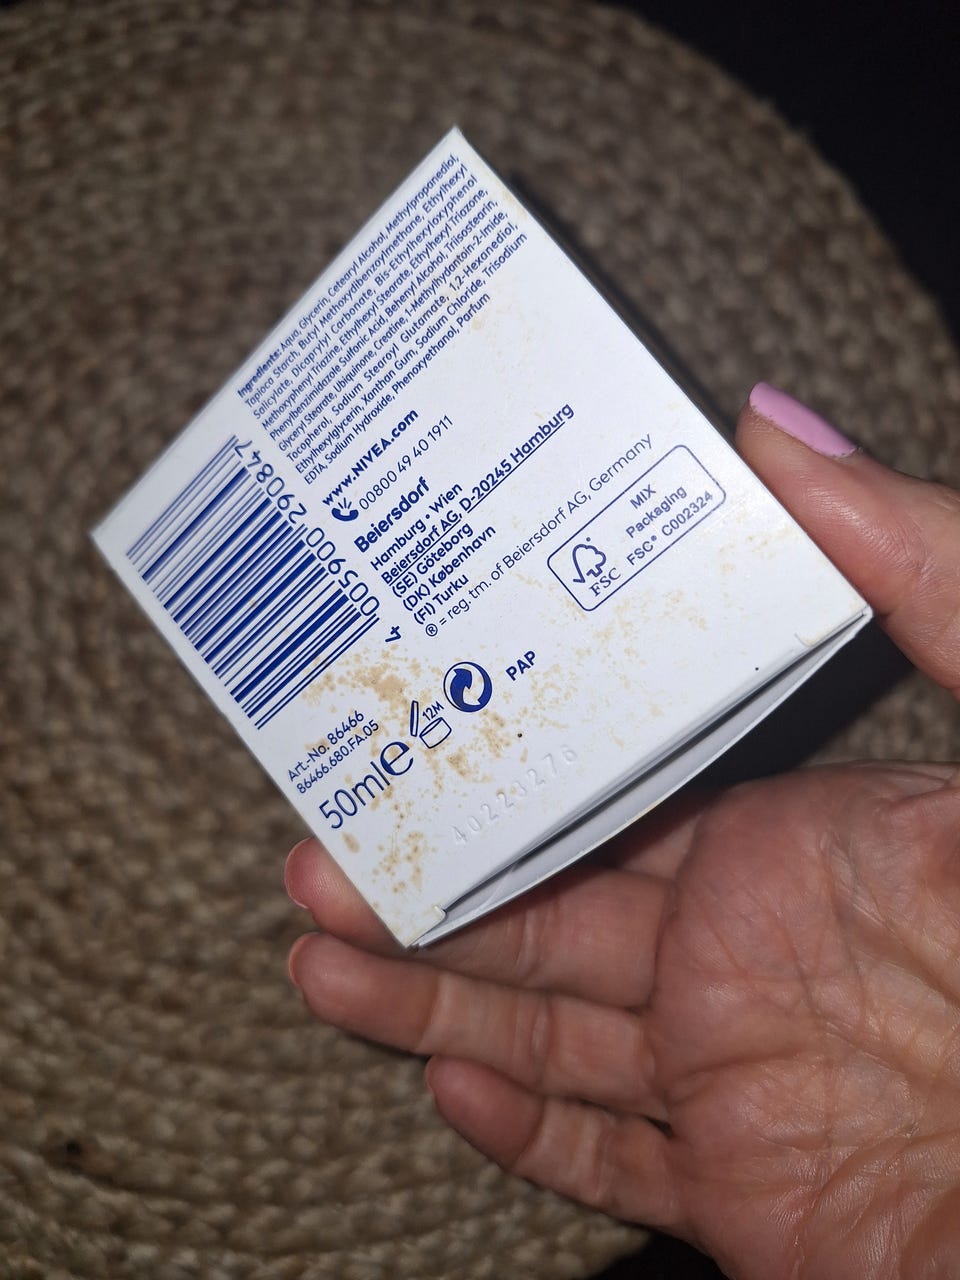 Ingredients: Aqua, Glycerin, Cetearyl Alcohol, Methylpropanediol,
Tapioca Starch, Butyl Methoxydibenzoylmethane, Ethylhexyl
Salicylate, Dicaprylyl Carbonate, Bis-Ethylhexyloxyphenol
Methoxyphenyl Triazine, Ethylhexyl Stearate, Ethylhexyl Triazone,
Phenylbenzimidazole Sulfonic Acid, Behenyl Alcohol, Triisostearin,
Glyceryl Stearate, Ubiquinone, Creatine, 1-Methylhydantoin-2-Imide,
Tocopherol, Sodium Stearoyl Glutamate, 1,2-Hexanediol,
Ethylhexylglycerin, Xanthan Gum, Sodium Chloride, Trisodium
EDTA, Sodium Hydroxide, Phenoxyethanol, Parfum
www.NIVEA.com
00800 49 40 1911
Beiersdorf
Hamburg • Wien
Beiersdorf AG, D-20245 Hamburg
(SE) Göteborg
(DK) København
(FI) Turku
® = reg. tm. of Beiersdorf AG, Germany
4 005900 290847
FSC
MIX
Packaging
FSC® C002324
Art.-No. 86466
86466.680.FA.05
50ml e
12M
PAP
40223276